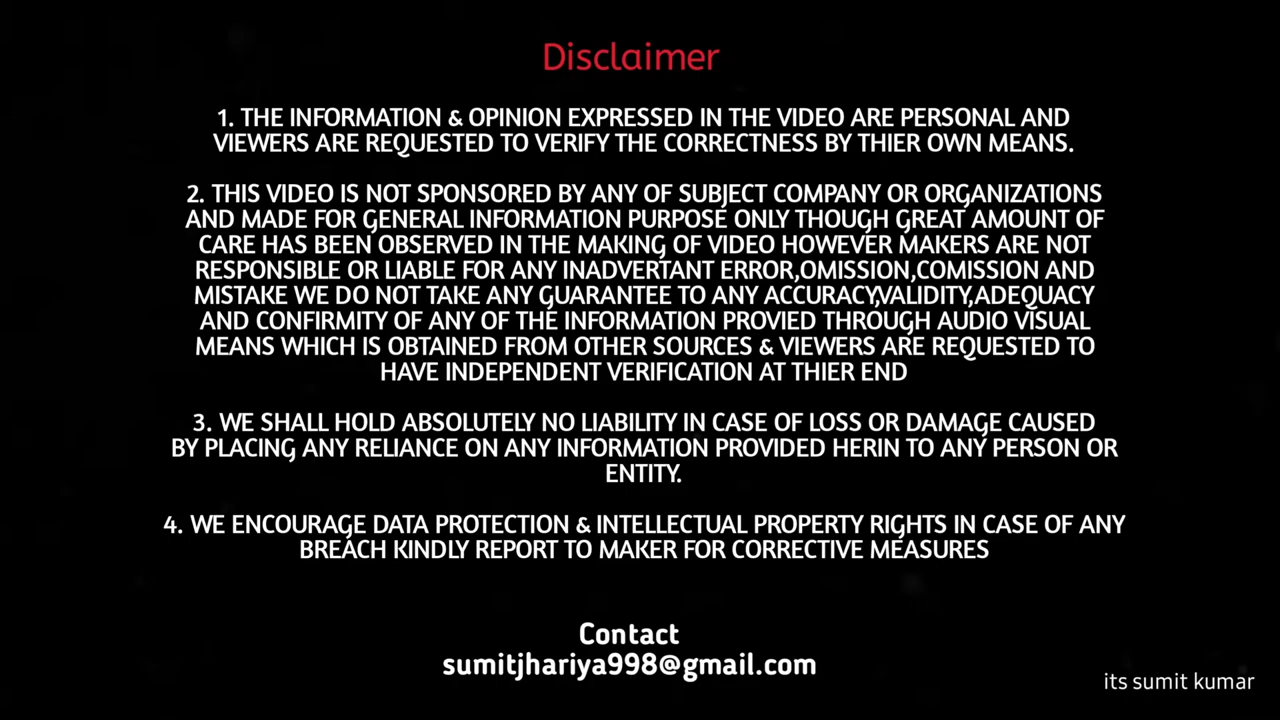 Disclaimer
1. THE INFORMATION & OPINION EXPRESSED IN THE VIDEO ARE PERSONAL AND
VIEWERS ARE REQUESTED TO VERIFY THE CORRECTNESS BY THIER OWN MEANS.
2. THIS VIDEO IS NOT SPONSORED BY ANY OF SUBJECT COMPANY OR ORGANIZATIONS
AND MADE FOR GENERAL INFORMATION PURPOSE ONLY THOUGH GREAT AMOUNT OF
CARE HAS BEEN OBSERVED IN THE MAKING OF VIDEO HOWEVER MAKERS ARE NOT
RESPONSIBLE OR LIABLE FOR ANY INADVERTANT ERROR,OMISSION,COMISSION AND
MISTAKE WE DO NOT TAKE ANY GUARANTEE TO ANY ACCURACY,VALIDITY,ADEQUACY
AND CONFIRMITY OF ANY OF THE INFORMATION PROVIED THROUGH AUDIO VISUAL
MEANS WHICH IS OBTAINED FROM OTHER SOURCES & VIEWERS ARE REQUESTED TO
HAVE INDEPENDENT VERIFICATION AT THIER END
3. WE SHALL HOLD ABSOLUTELY NO LIABILITY IN CASE OF LOSS OR DAMAGE CAUSED
BY PLACING ANY RELIANCE ON ANY INFORMATION PROVIDED HERIN TO ANY PERSON OR
ENTITY.
4. WE ENCOURAGE DATA PROTECTION & INTELLECTUAL PROPERTY RIGHTS IN CASE OF ANY
BREACH KINDLY REPORT TO MAKER FOR CORRECTIVE MEASURES
Contact
sumitjhariya998@gmail.com
its sumit kumar